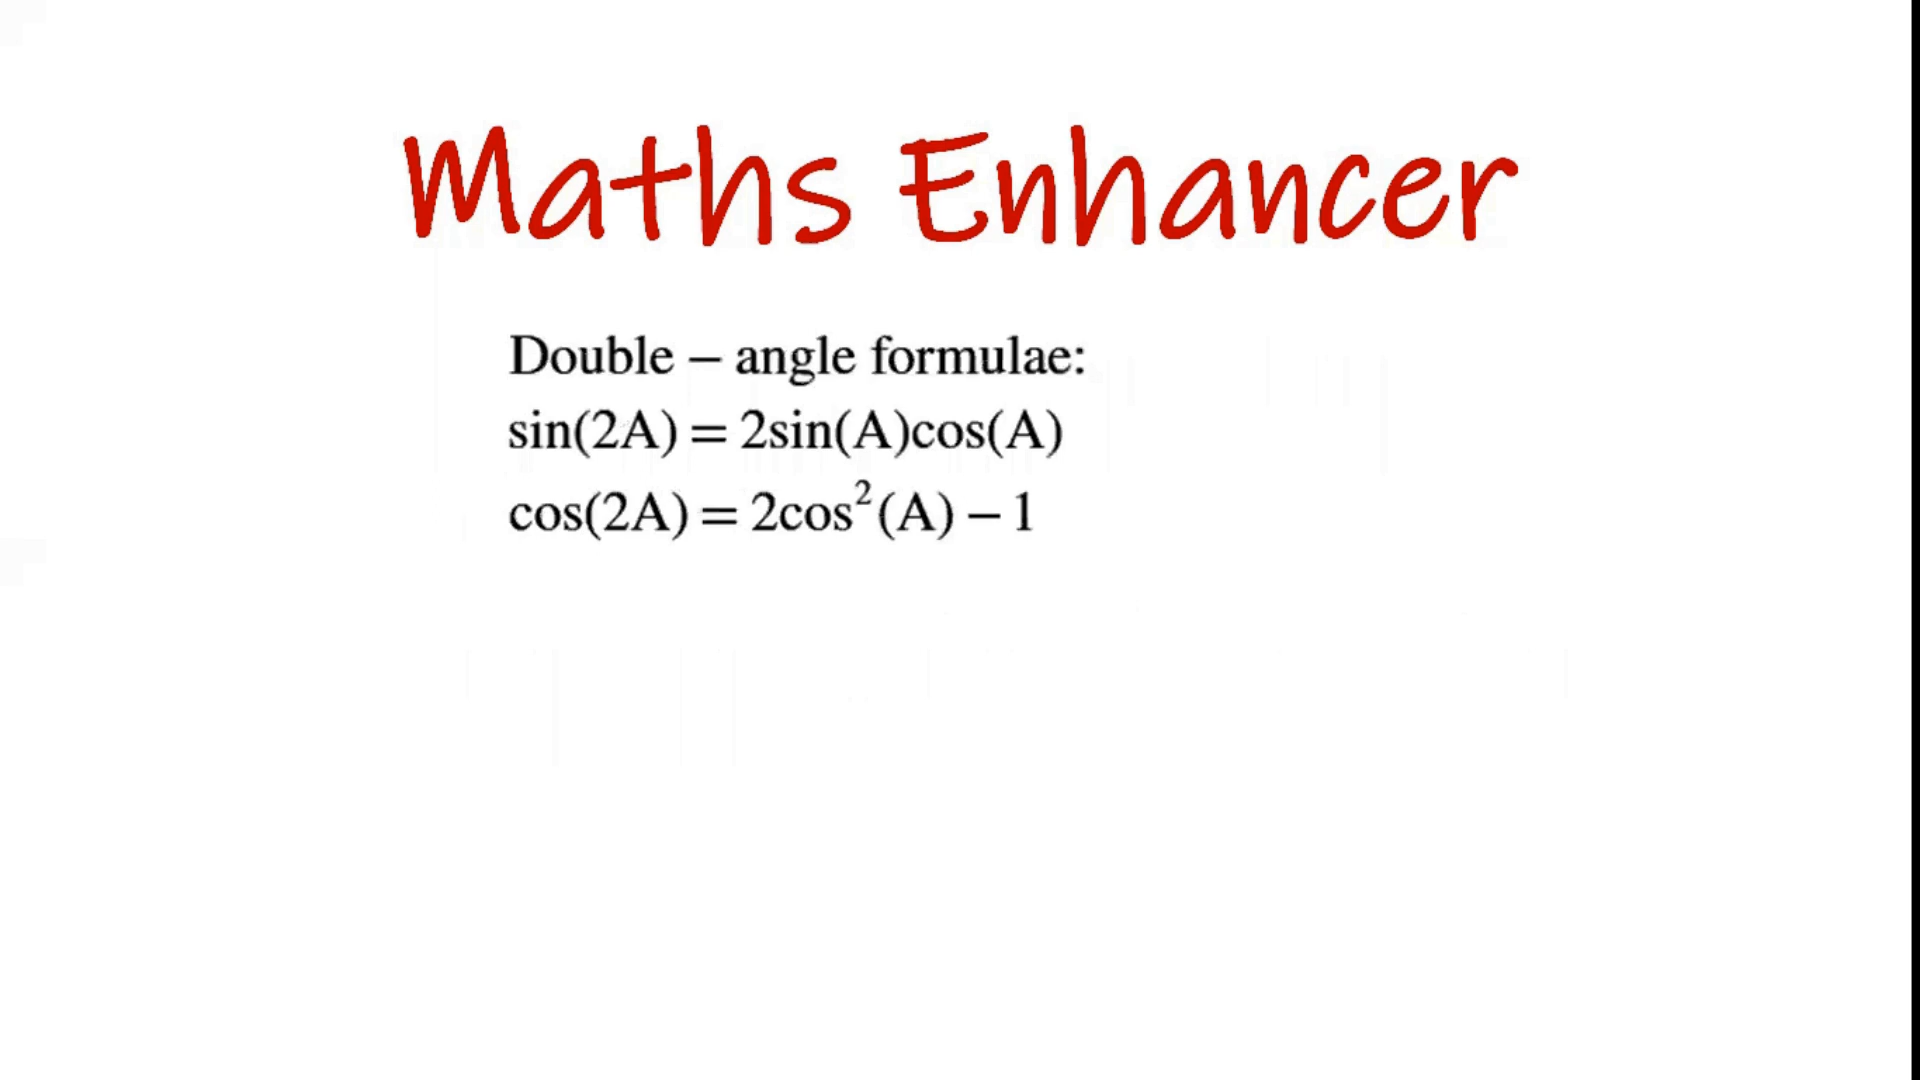 Maths Enhancer
Double – angle formulae:
sin(2A) = 2sin(A)cos(A)
cos(2A) = 2cos²(A) – 1